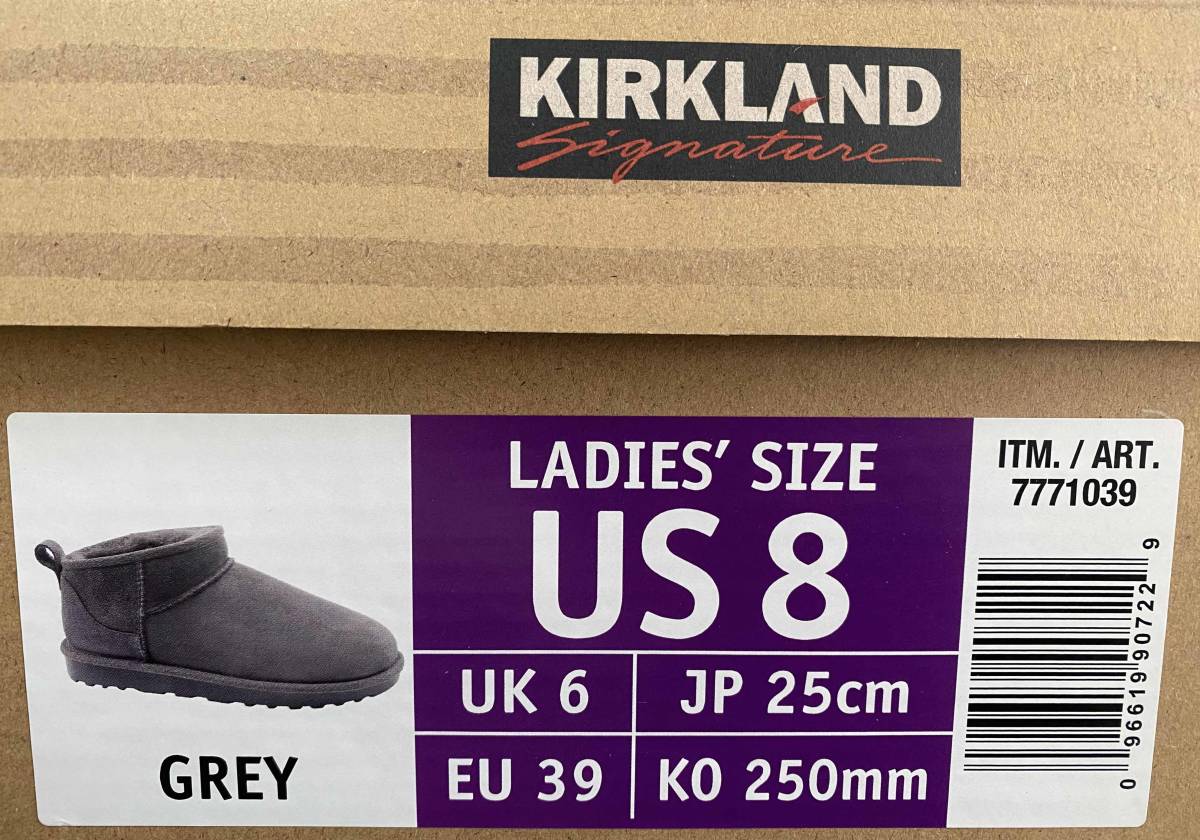 KIRKLAND
Signature
LADIES' SIZE
US 8
UK 6
JP 25cm
EU 39
KO 250mm
GREY
ITM. / ART.
7771039
0 96619 90722 9